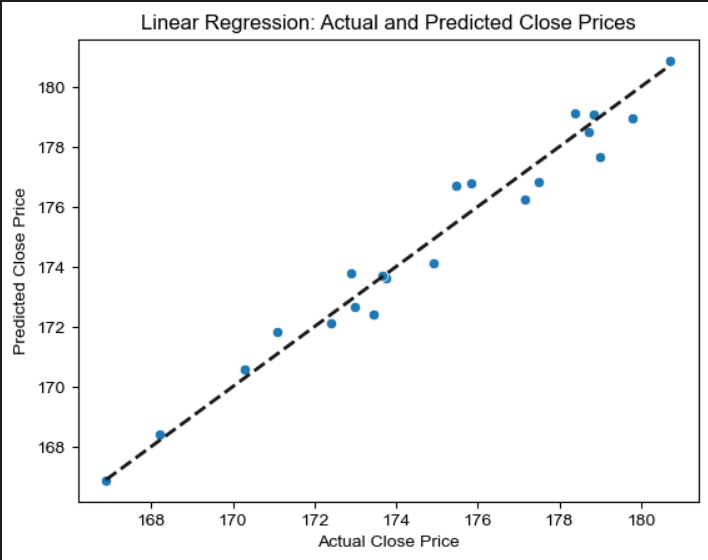 Linear Regression: Actual and Predicted Close Prices
Predicted Close Price
180
178
176
174
172
170
168
168 170 172 174 176 178 180
Actual Close Price